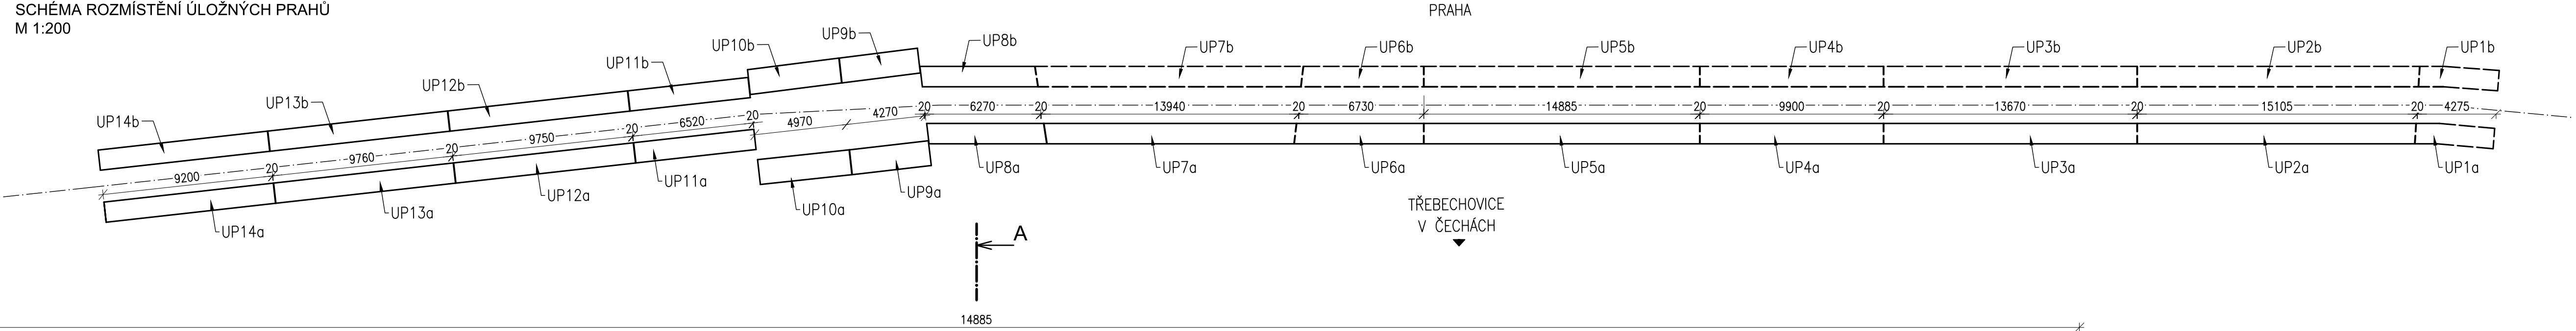 SCHÉMA ROZMÍSTĚNÍ ÚLOŽNÝCH PRAHŮ
M 1:200
PRAHA
UP14b
UP13b
UP12b
UP11b
UP10b
UP9b
UP8b
UP7b
UP6b
UP5b
UP4b
UP3b
UP2b
UP1b
9200
20
9760
20
9750
20
6520
20
4970
4270
20
6270
20
13940
20
6730
14885
20
9900
20
13670
20
15105
20
4275
UP14a
UP13a
UP12a
UP11a
UP10a
UP9a
UP8a
UP7a
UP6a
UP5a
UP4a
UP3a
UP2a
UP1a
TŘEBECHOVICE
V ČECHÁCH
A
14885